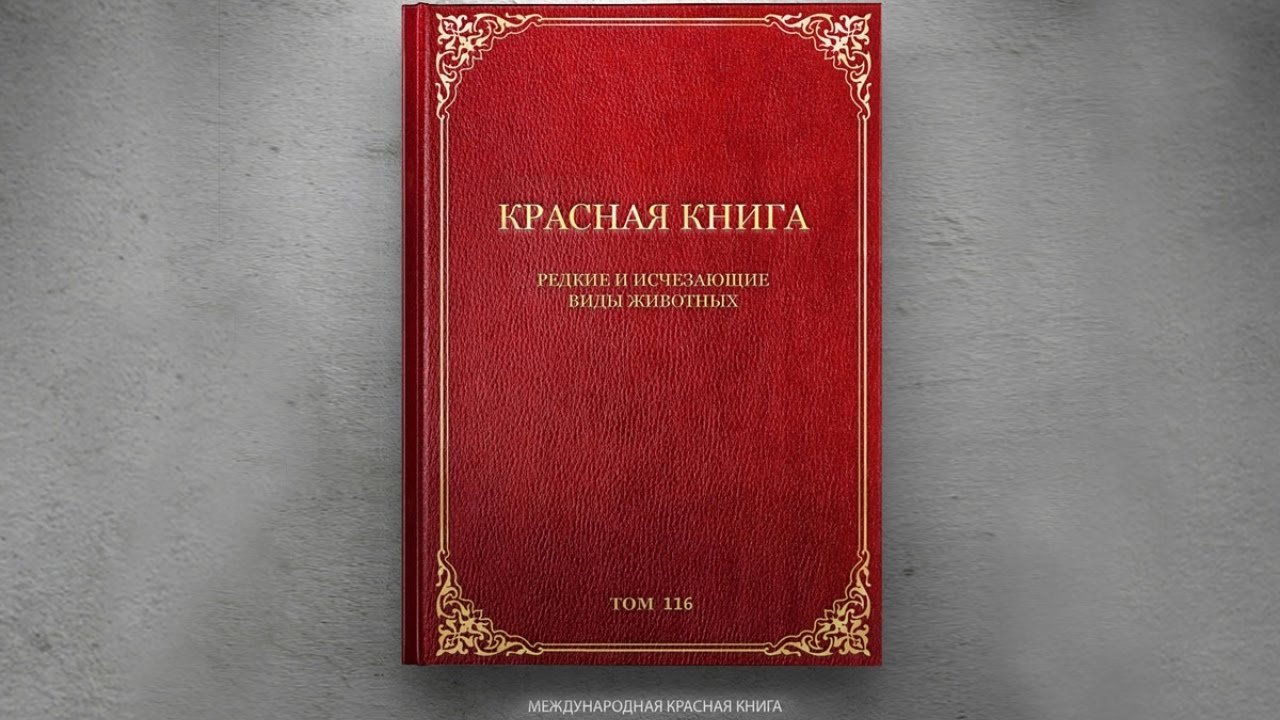 КРАСНАЯ КНИГА
РЕДКИЕ И ИСЧЕЗАЮЩИЕ
ВИДЫ ЖИВОТНЫХ
ТОМ 116
МЕЖДУНАРОДНАЯ КРАСНАЯ КНИГА